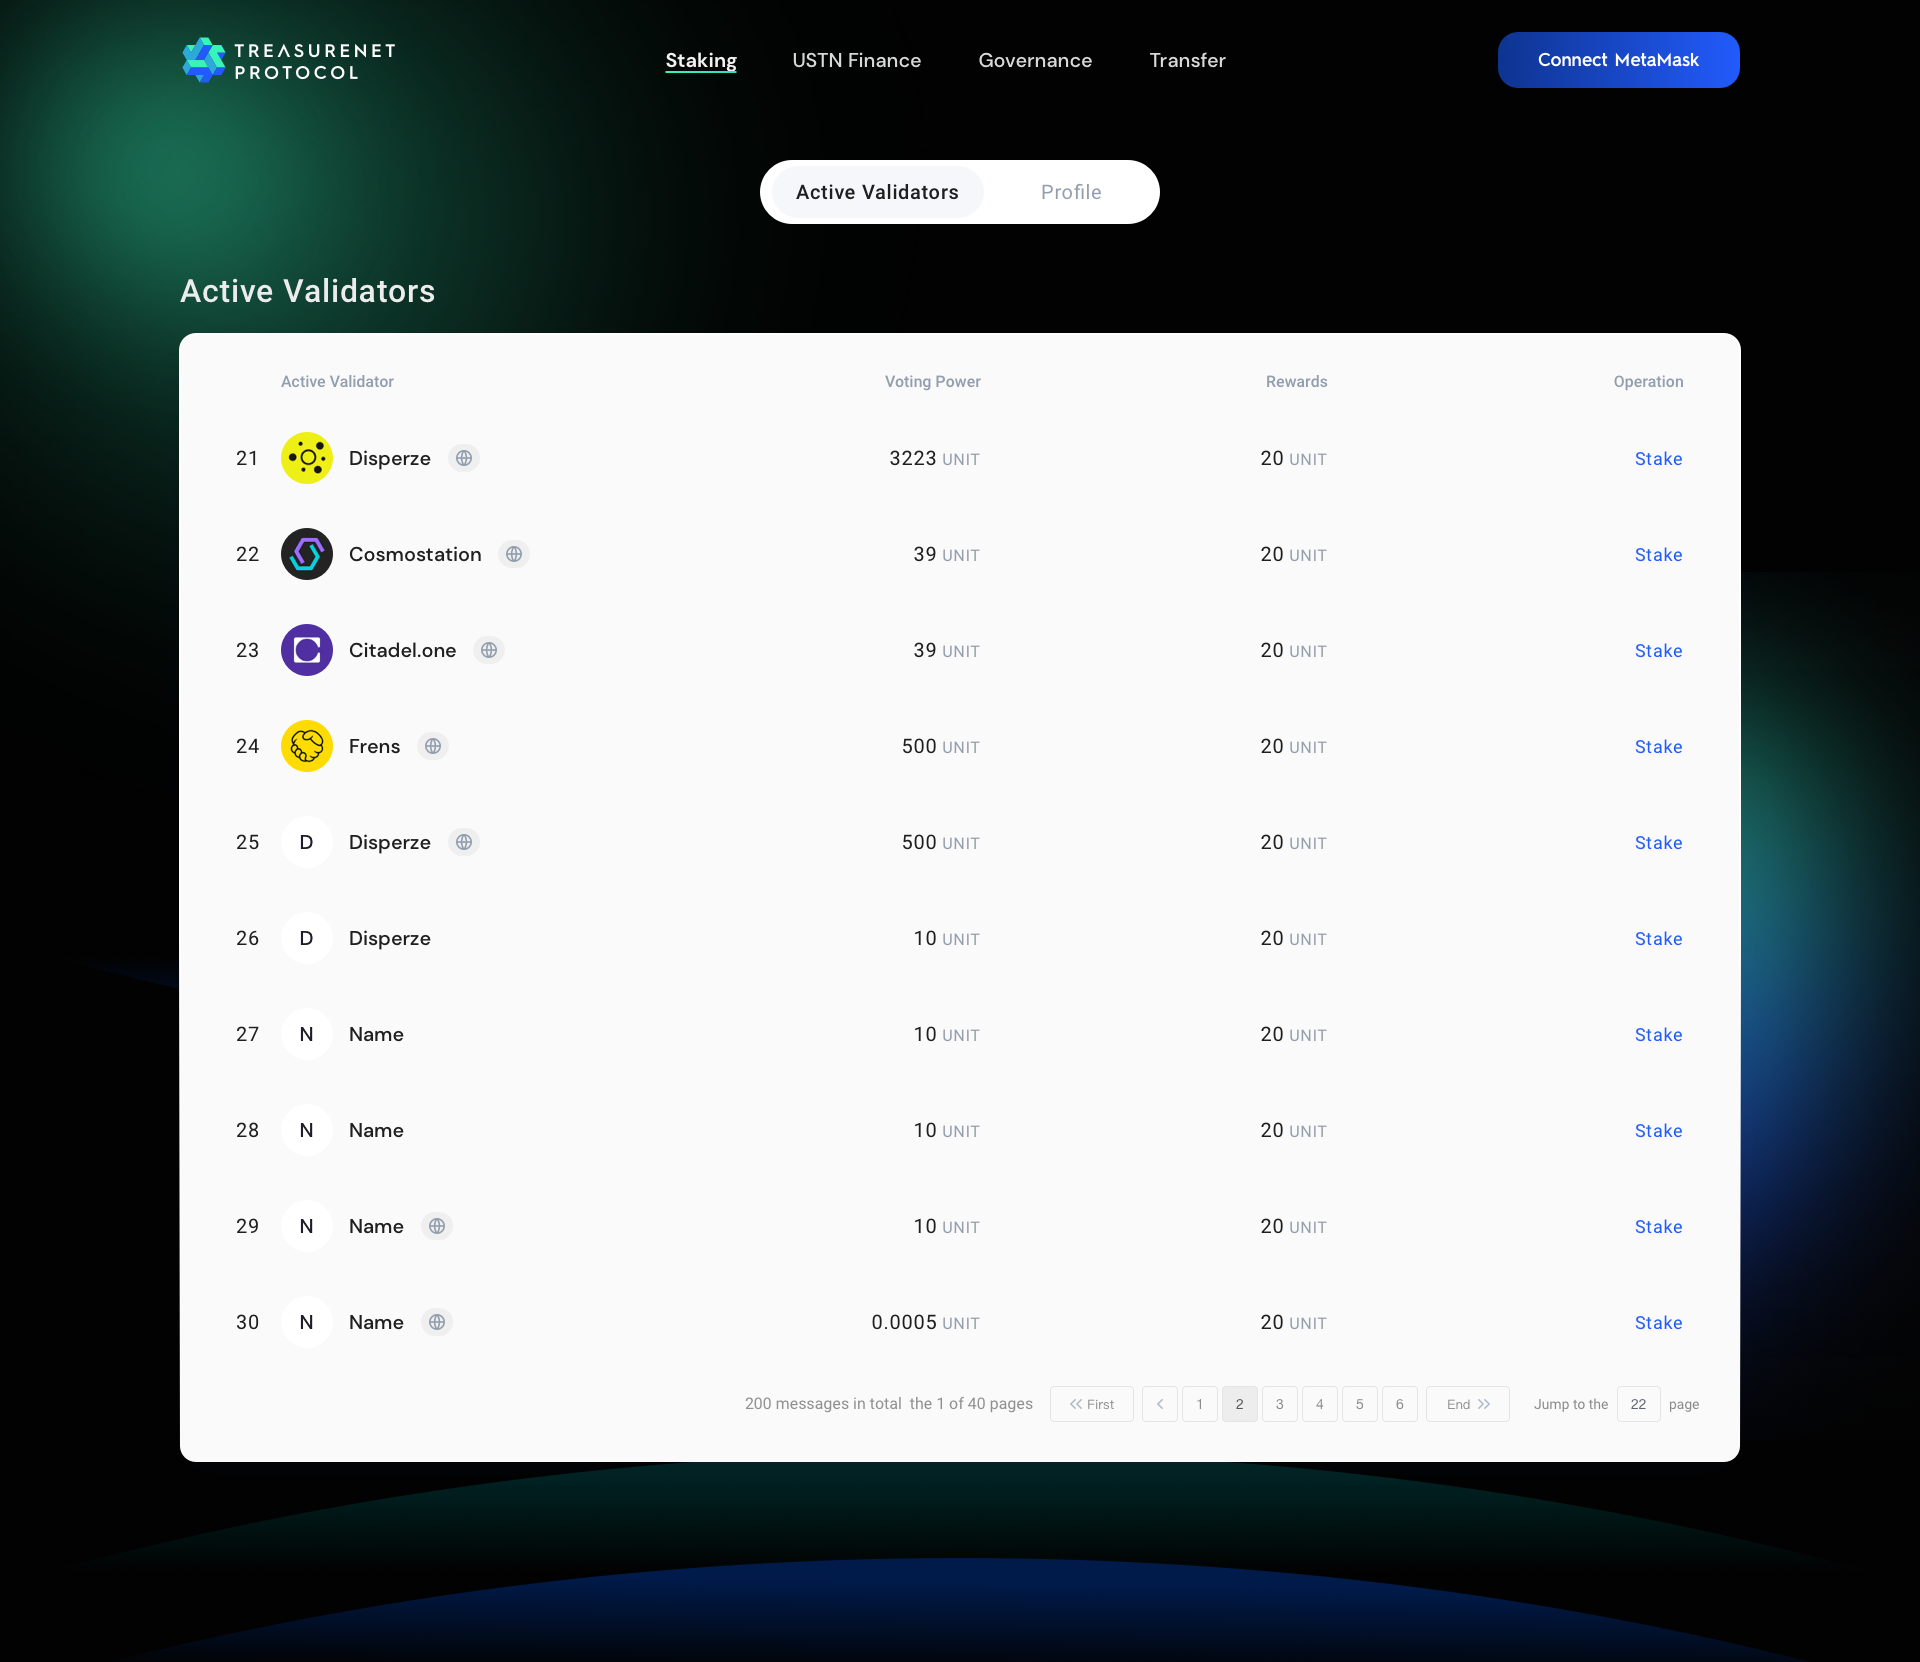 TREASURENET
PROTOCOL
Staking USTN Finance Governance Transfer
Connect MetaMask
Active Validators Profile
Active Validators
Active Validator Voting Power Rewards Operation
21 Disperze 3223 UNIT 20 UNIT Stake
22 Cosmostation 39 UNIT 20 UNIT Stake
23 Citadel.one 39 UNIT 20 UNIT Stake
24 Frens 500 UNIT 20 UNIT Stake
25 D Disperze 500 UNIT 20 UNIT Stake
26 D Disperze 10 UNIT 20 UNIT Stake
27 N Name 10 UNIT 20 UNIT Stake
28 N Name 10 UNIT 20 UNIT Stake
29 N Name 10 UNIT 20 UNIT Stake
30 N Name 0.0005 UNIT 20 UNIT Stake
200 messages in total the 1 of 40 pages First 1 2 3 4 5 6 End Jump to the 22 page